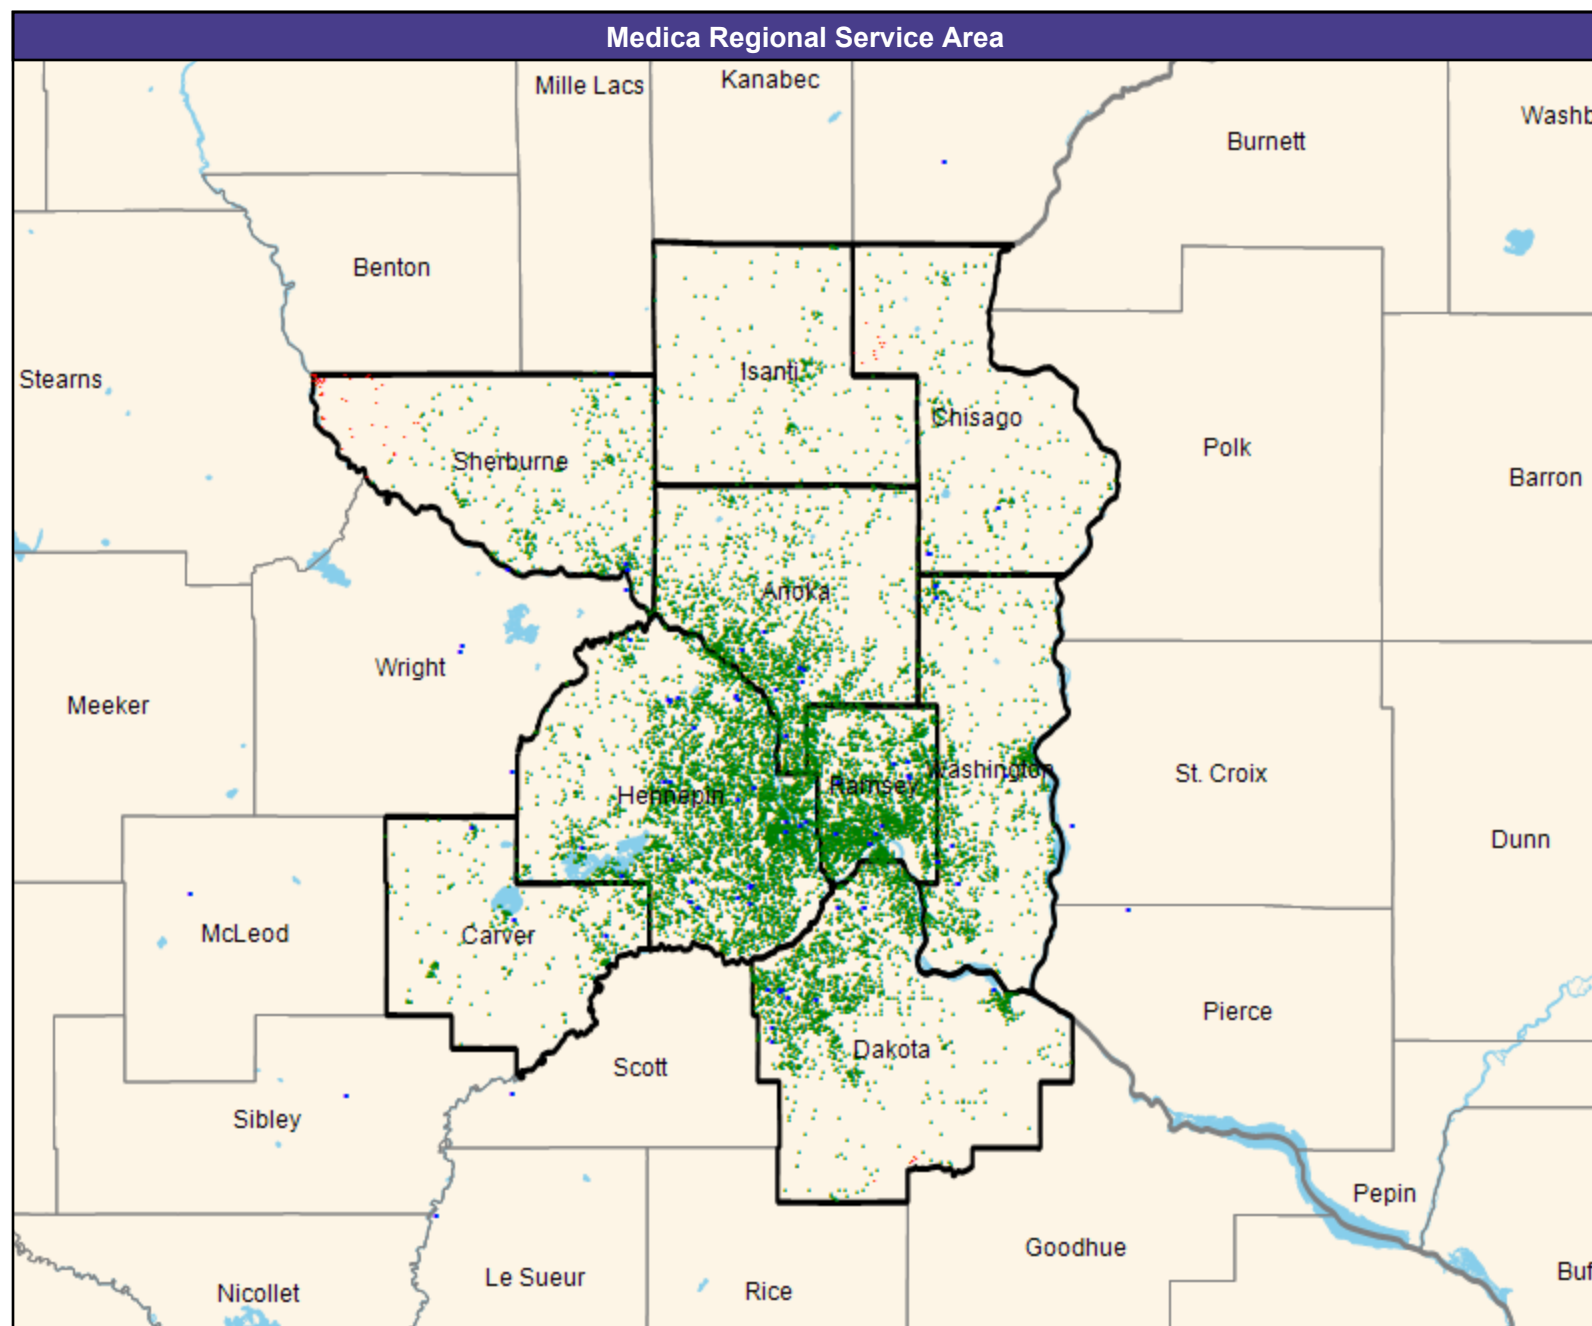 Medica Regional Service Area
Mille Lacs
Kanabec
Washb
Burnett
Benton
Stearns
Isanti
Chisago
Sherburne
Polk
Barron
Anoka
Wright
Meeker
Hennepin
Ramsey
Washington
St. Croix
Dunn
McLeod
Carver
Pierce
Scott
Dakota
Sibley
Pepin
Goodhue
Le Sueur
Rice
Nicollet
Buf